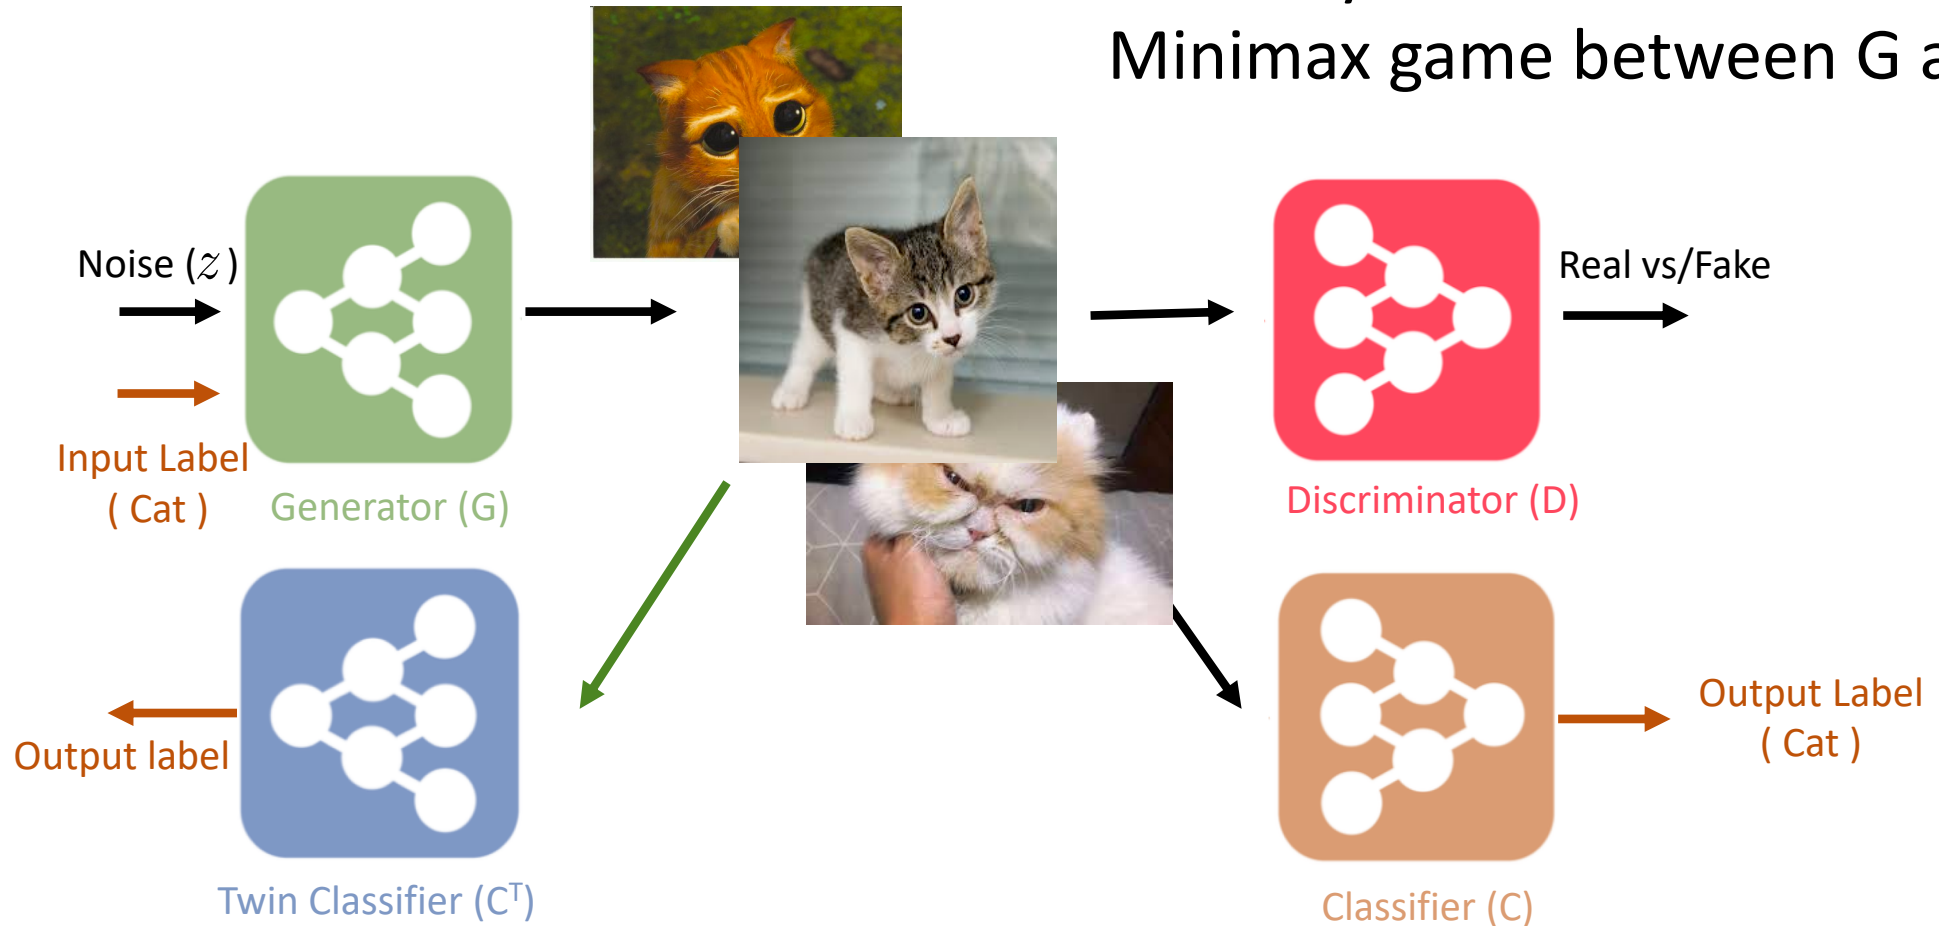 Minimax game between G a
Noise (z)
Real vs/Fake
Input Label
( Cat )
Generator (G)
Discriminator (D)
Output label
Output Label
( Cat )
Twin Classifier (Cᵀ)
Classifier (C)